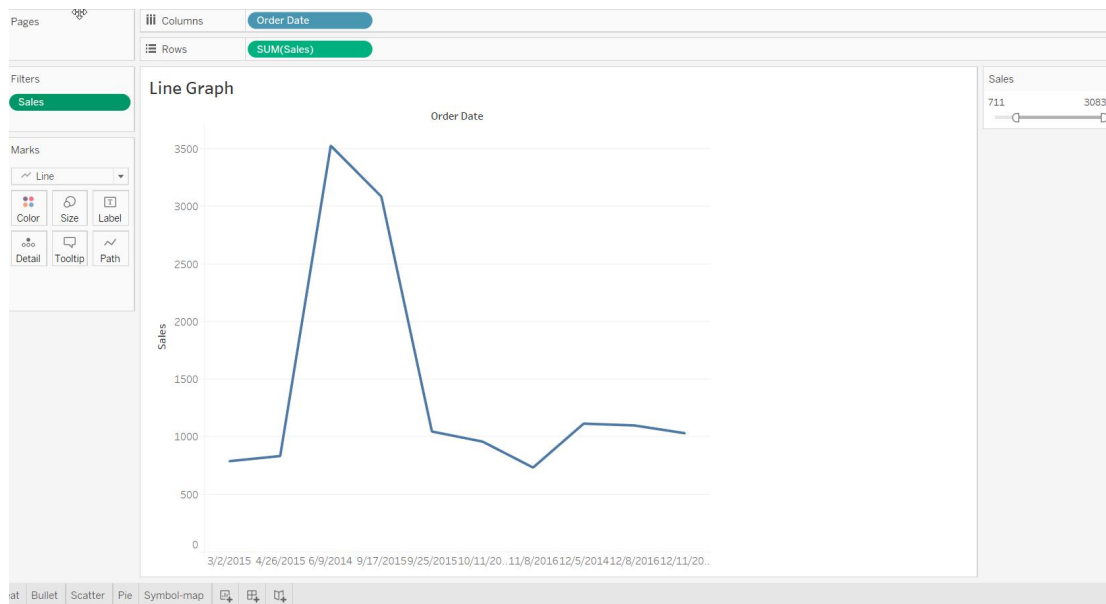 Pages
Columns
Order Date
Rows
SUM(Sales)
Filters
Sales
Marks
Line
Color Size Label
Detail Tooltip Path
Line Graph
Order Date
3500
3000
2500
2000
1500
1000
500
0
Sales
3/2/2015 4/26/2015 6/9/2014 9/17/2015 9/25/2015 10/11/20.. 11/8/2016 12/5/2014 12/8/2016 12/11/20..
Sales
711 3083
eat Bullet Scatter Pie Symbol-map